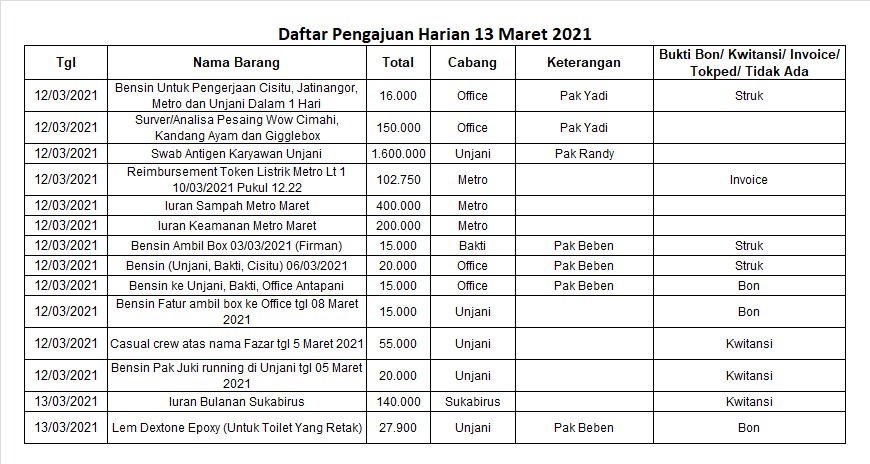 Daftar Pengajuan Harian 13 Maret 2021
Tgl Nama Barang Total Cabang Keterangan Bukti Bon/ Kwitansi/ Invoice/
Tokped/ Tidak Ada
12/03/2021 Bensin Untuk Pengerjaan Cisitu, Jatinangor,
Metro dan Unjani Dalam 1 Hari 16.000 Office Pak Yadi Struk
12/03/2021 Surver/Analisa Pesaing Wow Cimahi,
Kandang Ayam dan Gigglebox 150.000 Office Pak Yadi
12/03/2021 Swab Antigen Karyawan Unjani 1.600.000 Unjani Pak Randy
12/03/2021 Reimbursement Token Listrik Metro Lt 1
10/03/2021 Pukul 12.22 102.750 Metro Invoice
12/03/2021 Iuran Sampah Metro Maret 400.000 Metro
12/03/2021 Iuran Keamanan Metro Maret 200.000 Metro
12/03/2021 Bensin Ambil Box 03/03/2021 (Firman) 15.000 Bakti Pak Beben Struk
12/03/2021 Bensin (Unjani, Bakti, Cisitu) 06/03/2021 20.000 Office Pak Beben Struk
12/03/2021 Bensin ke Unjani, Bakti, Office Antapani 15.000 Office Pak Beben Bon
12/03/2021 Bensin Fatur ambil box ke Office tgl 08 Maret
2021 15.000 Unjani Bon
12/03/2021 Casual crew atas nama Fazar tgl 5 Maret 2021 55.000 Unjani Kwitansi
12/03/2021 Bensin Pak Juki running di Unjani tgl 05 Maret
2021 20.000 Unjani Kwitansi
13/03/2021 Iuran Bulanan Sukabirus 140.000 Sukabirus Kwitansi
13/03/2021 Lem Dextone Epoxy (Untuk Toilet Yang Retak) 27.900 Unjani Pak Beben Bon